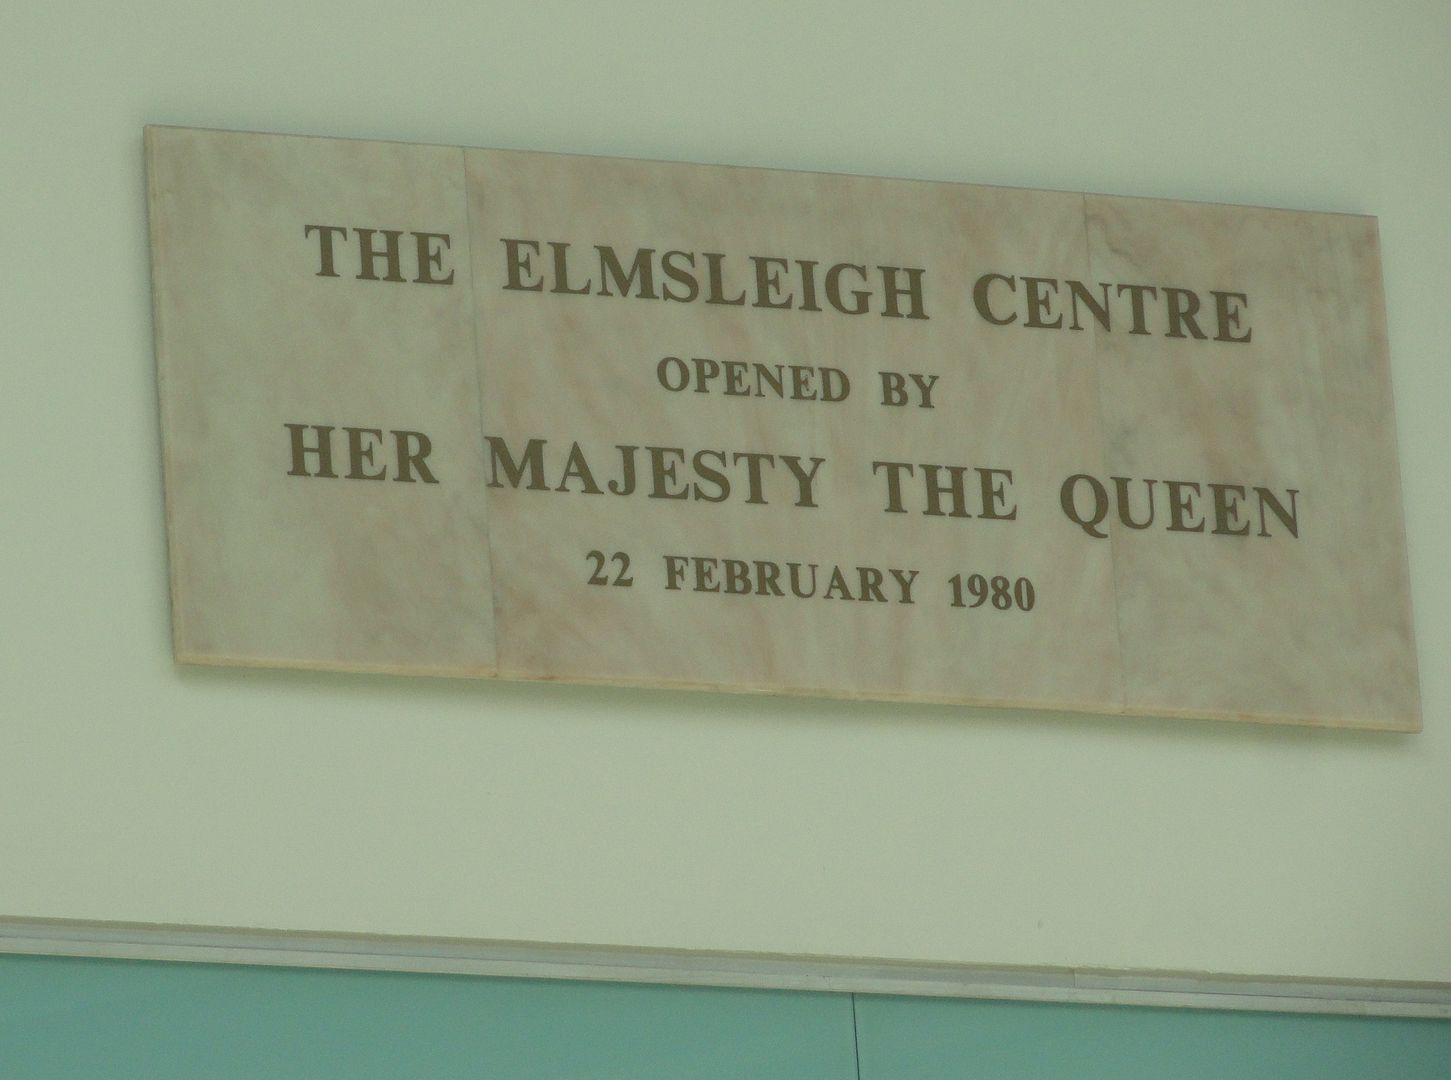 THE ELMSLEIGH CENTRE
OPENED BY
HER MAJESTY THE QUEEN
22 FEBRUARY 1980